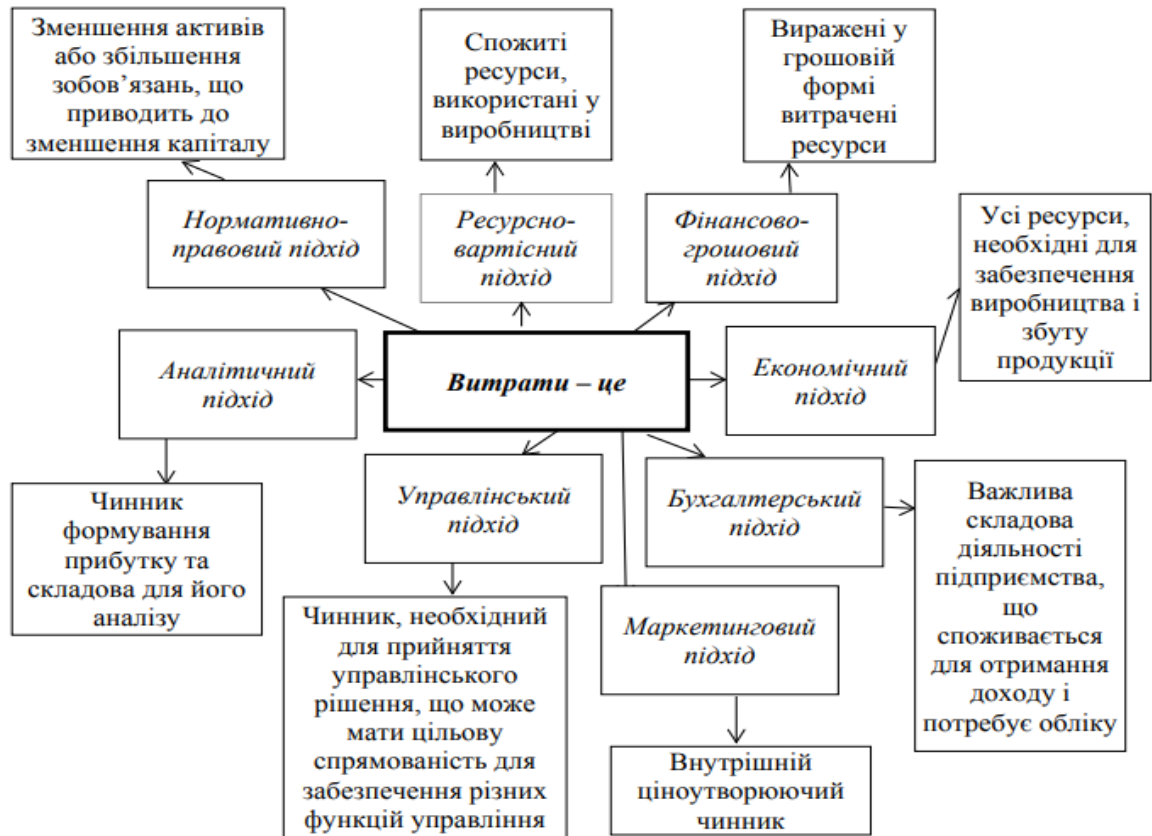 Зменшення активів
або збільшення
зобов’язань, що
приводить до
зменшення капіталу
Спожиті
ресурси,
використані у
виробництві
Виражені у
грошовій
формі
витрачені
ресурси
Нормативно-
правовий підхід
Ресурсно-
вартісний
підхід
Фінансово-
грошовий
підхід
Усі ресурси,
необхідні для
забезпечення
виробництва і
збуту
продукції
Аналітичний
підхід
Витрати – це
Економічний
підхід
Чинник
формування
прибутку та
складова для його
аналізу
Управлінський
підхід
Бухгалтерський
підхід
Важлива
складова
діяльності
підприємства,
що
споживається
для отримання
доходу і
потребує обліку
Чинник, необхідний
для прийняття
управлінського
рішення, що може
мати цільову
спрямованість для
забезпечення різних
функцій управління
Маркетинговий
підхід
Внутрішній
ціноутворюючий
чинник